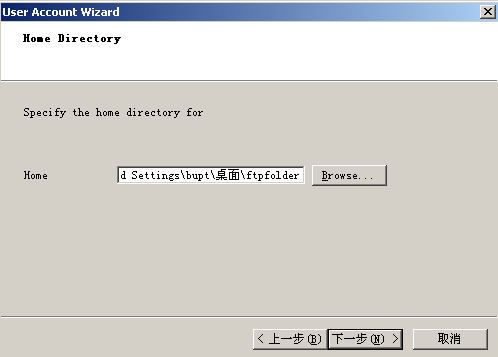 User Account Wizard
Home Directory
Specify the home directory for
Home d Settings\bupt\桌面\ftpfolder Browse...
< 上一步(B) 下一步(N) > 取消